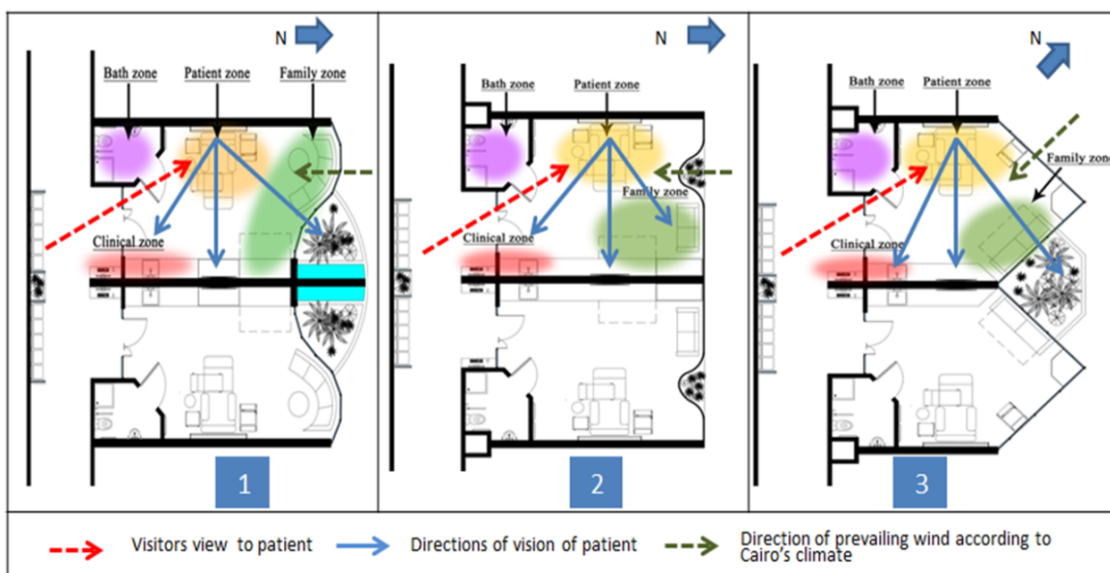 N
Bath zone
Patient zone
Family zone
Clinical zone
1
N
Bath zone
Patient zone
Family zone
Clinical zone
2
N
Bath zone
Patient zone
Family zone
Clinical zone
3
Visitors view to patient
Directions of vision of patient
Direction of prevailing wind according to
Cairo's climate